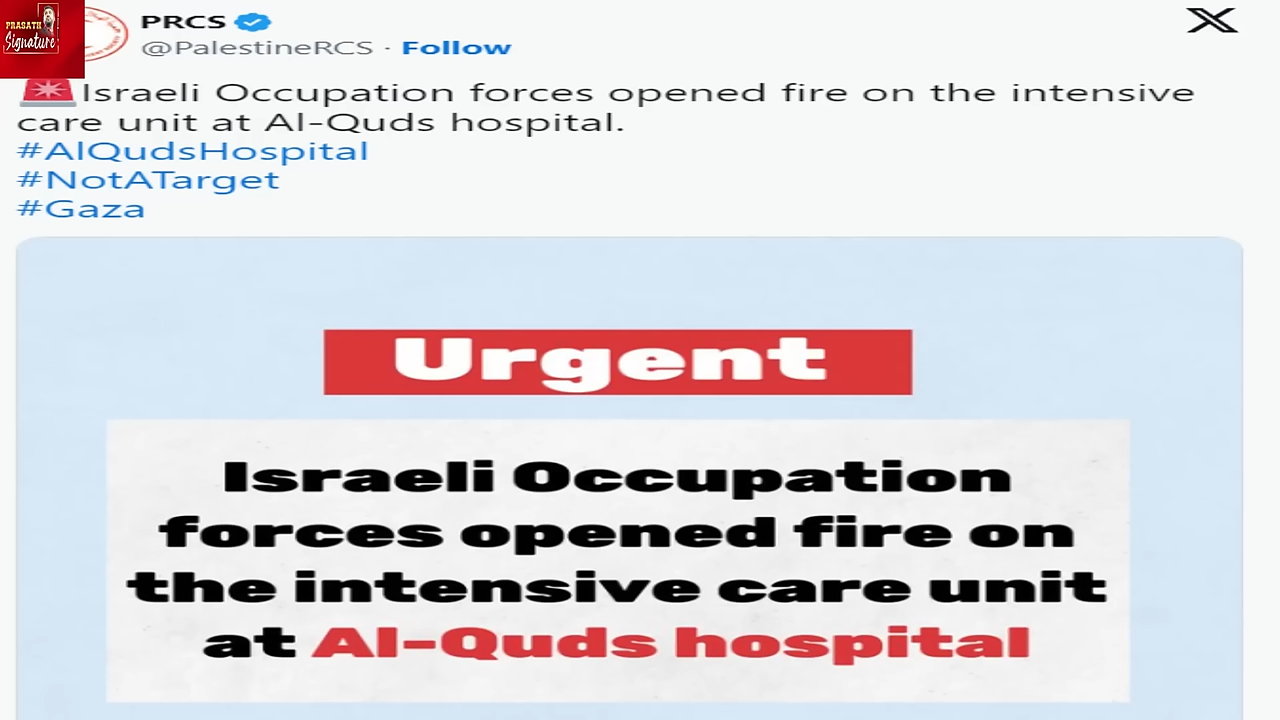 PRASATH
Signature
PRCS
@PalestineRCS · Follow
Israeli Occupation forces opened fire on the intensive
care unit at Al-Quds hospital.
#AlQudsHospital
#NotATarget
#Gaza
Urgent
Israeli Occupation
forces opened fire on
the intensive care unit
at Al-Quds hospital